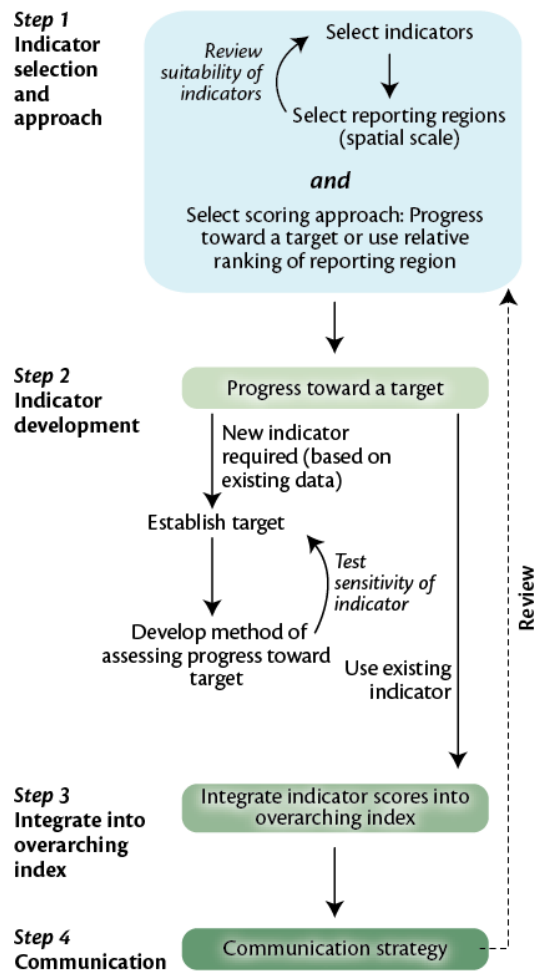 Step 1
Indicator
selection
and
approach
Select indicators
Review
suitability of
indicators
Select reporting regions
(spatial scale)
and
Select scoring approach: Progress
toward a target or use relative
ranking of reporting region
Step 2
Indicator
development
Progress toward a target
New indicator
required (based on
existing data)
Establish target
Test
sensitivity of
indicator
Develop method of
assessing progress toward
target
Use existing
indicator
Review
Step 3
Integrate into
overarching
index
Integrate indicator scores into
overarching index
Step 4
Communication
Communication strategy